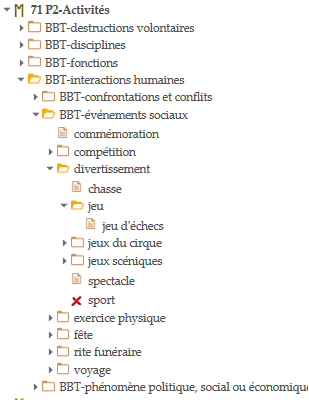 71 P2-Activités
BBT-destructions volontaires
BBT-disciplines
BBT-fonctions
BBT-interactions humaines
BBT-confrontations et conflits
BBT-événements sociaux
commémoration
compétition
divertissement
chasse
jeu
jeu d'échecs
jeux du cirque
jeux scéniques
spectacle
sport
exercice physique
fête
rite funéraire
voyage
BBT-phénomène politique, social ou économique